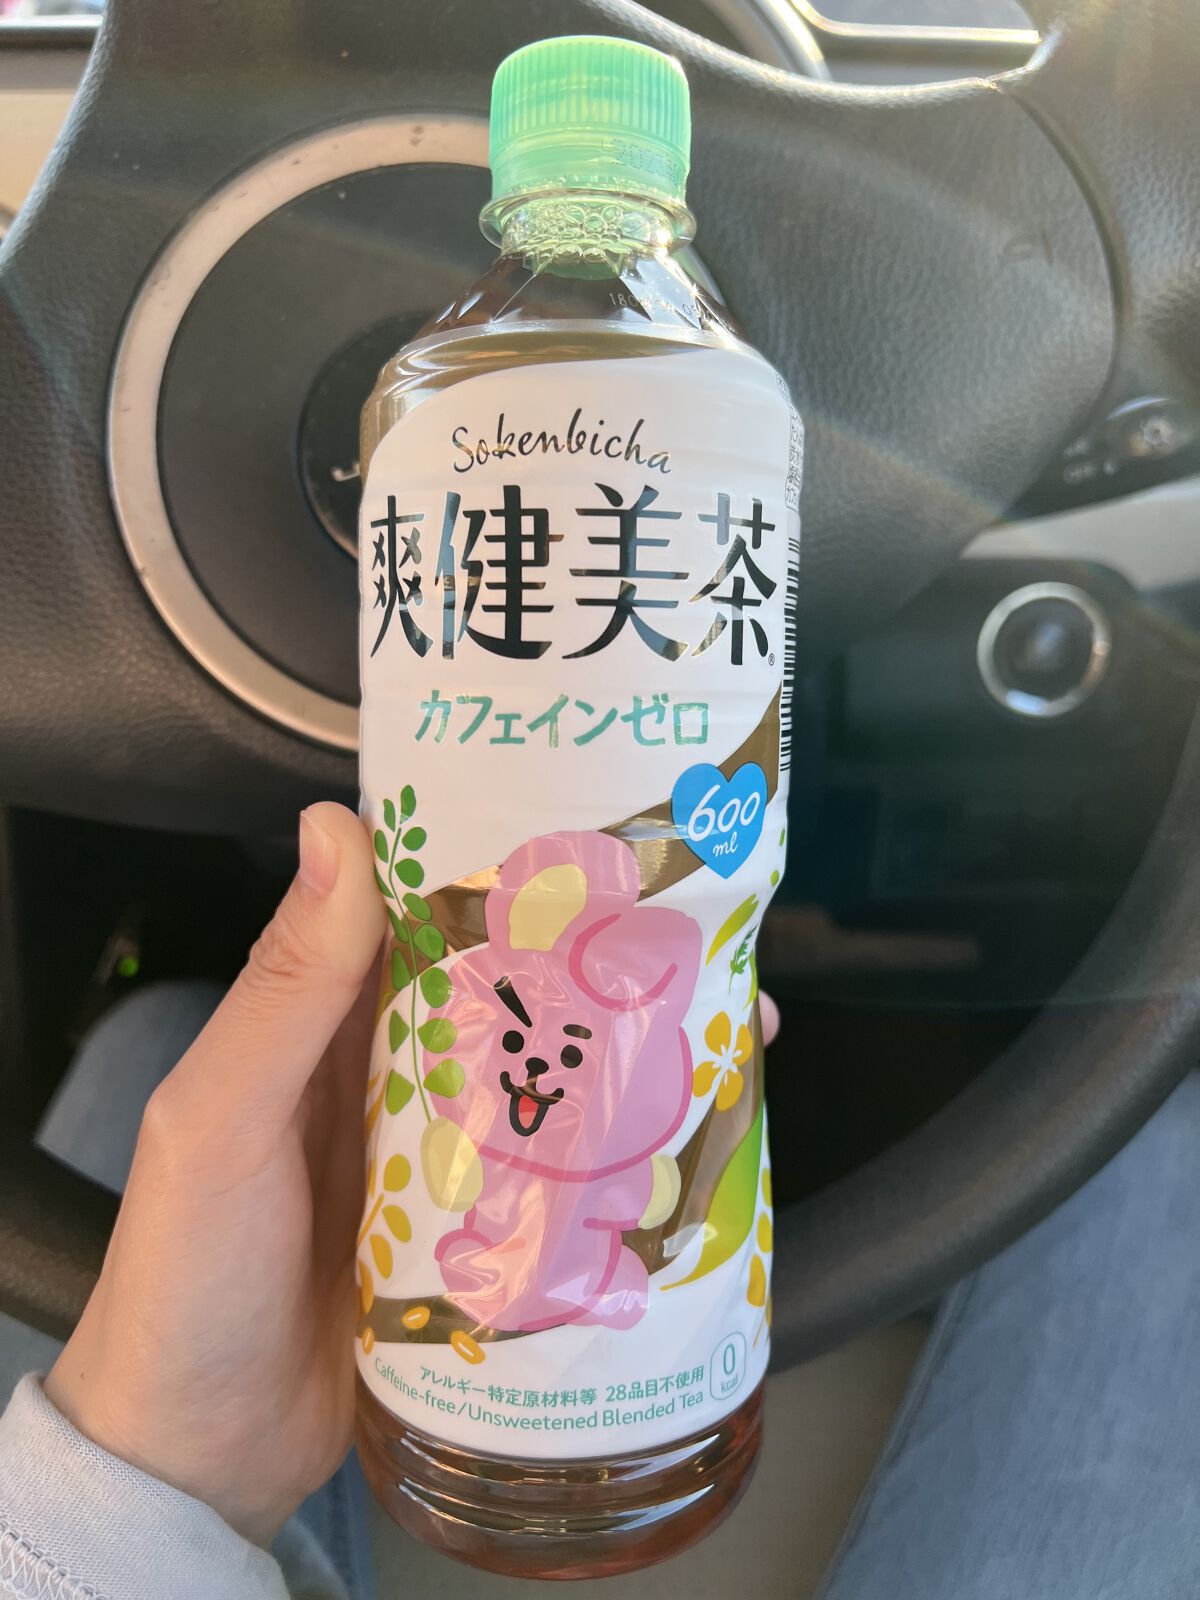 Sokenbicha
爽健美茶
®
カフェインゼロ
600
ml
アレルギー特定原材料等 28品目不使用
Caffeine-free/Unsweetened Blended Tea
0
kcal